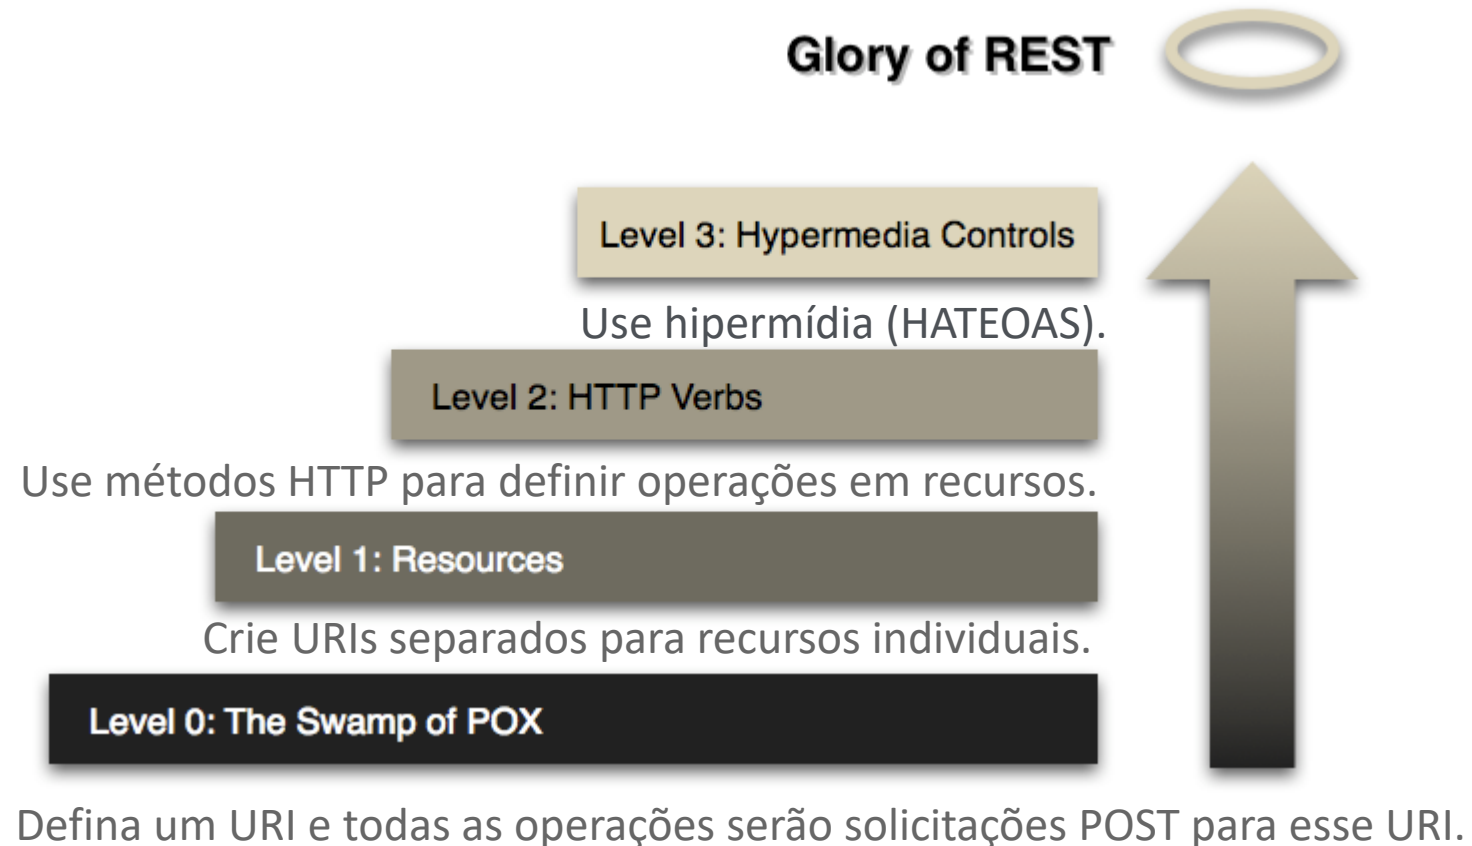 Glory of REST
Level 3: Hypermedia Controls
Use hipermídia (HATEOAS).
Level 2: HTTP Verbs
Use métodos HTTP para definir operações em recursos.
Level 1: Resources
Crie URIs separados para recursos individuais.
Level 0: The Swamp of POX
Defina um URI e todas as operações serão solicitações POST para esse URI.